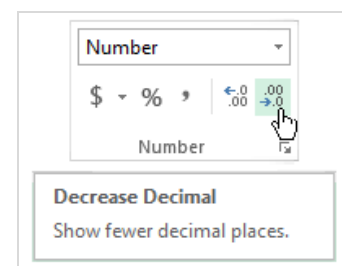 Number
$ % , ←.0 .00 .00 →.0
Number
Decrease Decimal
Show fewer decimal places.